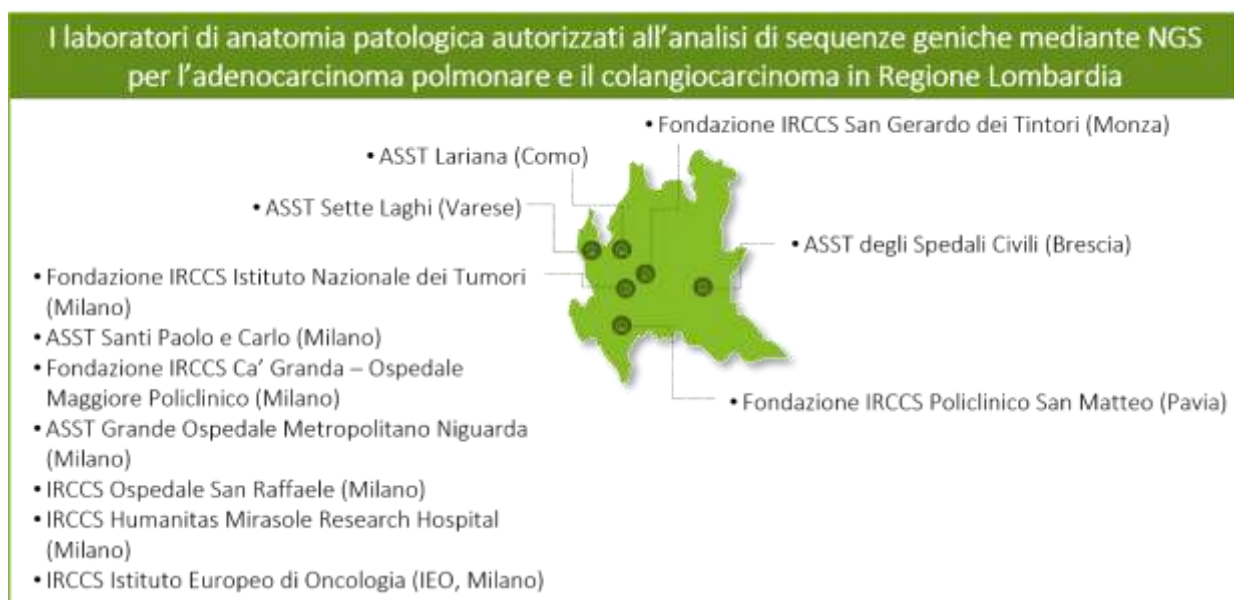 I laboratori di anatomia patologica autorizzati all'analisi di sequenze geniche mediante NGS
per l'adenocarcinoma polmonare e il colangiocarcinoma in Regione Lombardia
• Fondazione IRCCS San Gerardo dei Tintori (Monza)
• ASST Lariana (Como)
• ASST Sette Laghi (Varese)
• ASST degli Spedali Civili (Brescia)
• Fondazione IRCCS Istituto Nazionale dei Tumori
(Milano)
• ASST Santi Paolo e Carlo (Milano)
• Fondazione IRCCS Ca' Granda – Ospedale
Maggiore Policlinico (Milano)
• Fondazione IRCCS Policlinico San Matteo (Pavia)
• ASST Grande Ospedale Metropolitano Niguarda
(Milano)
• IRCCS Ospedale San Raffaele (Milano)
• IRCCS Humanitas Mirasole Research Hospital
(Milano)
• IRCCS Istituto Europeo di Oncologia (IEO, Milano)